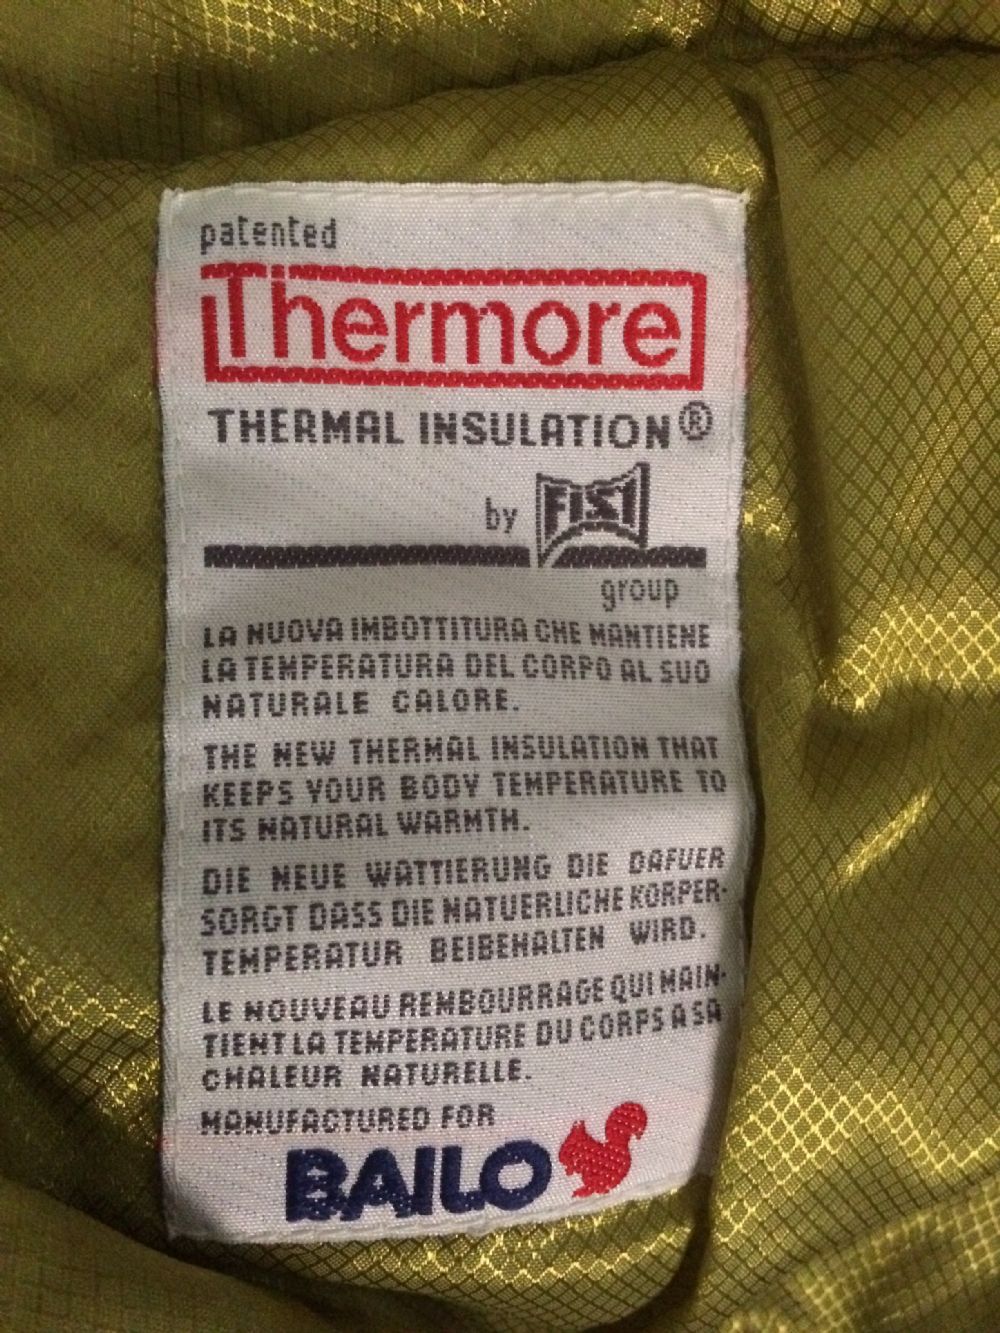 patented
Thermore
THERMAL INSULATION®
by FISI
group
LA NUOVA IMBOTTITURA CHE MANTIENE
LA TEMPERATURA DEL CORPO AL SUO
NATURALE CALORE.
THE NEW THERMAL INSULATION THAT
KEEPS YOUR BODY TEMPERATURE TO
ITS NATURAL WARMTH.
DIE NEUE WATTIERUNG DIE DAFUER
SORGT DASS DIE NATUERLICHE KORPER-
TEMPERATUR BEIBEHALTEN WIRD.
LE NOUVEAU REMBOURRAGE QUI MAIN-
TIENT LA TEMPERATURE DU CORPS A SA
CHALEUR NATURELLE.
MANUFACTURED FOR
BAILO